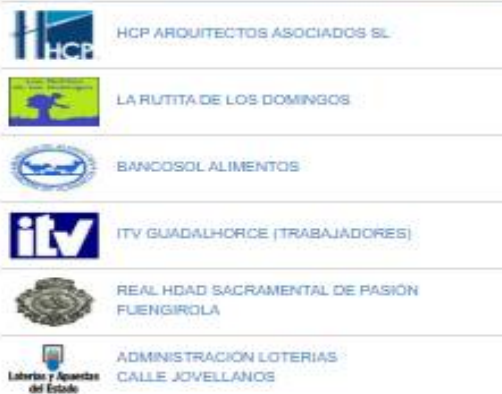 HCP
HCP ARQUITECTOS ASOCIADOS SL
LA RUTITA DE LOS DOMINGOS
BANCOSOL ALIMENTOS
itv
ITV GUADALHORCE (TRABAJADORES)
REAL HDAD SACRAMENTAL DE PASIÓN
FUENGIROLA
Loterías y Apuestas
del Estado
ADMINISTRACIÓN LOTERIAS
CALLE JOVELLANOS